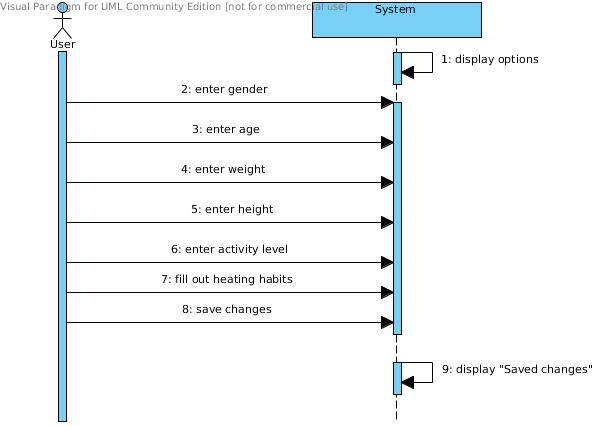 Visual Paradigm for UML Community Edition [not for commercial use]
System
User
1: display options
2: enter gender
3: enter age
4: enter weight
5: enter height
6: enter activity level
7: fill out heating habits
8: save changes
9: display "Saved changes"